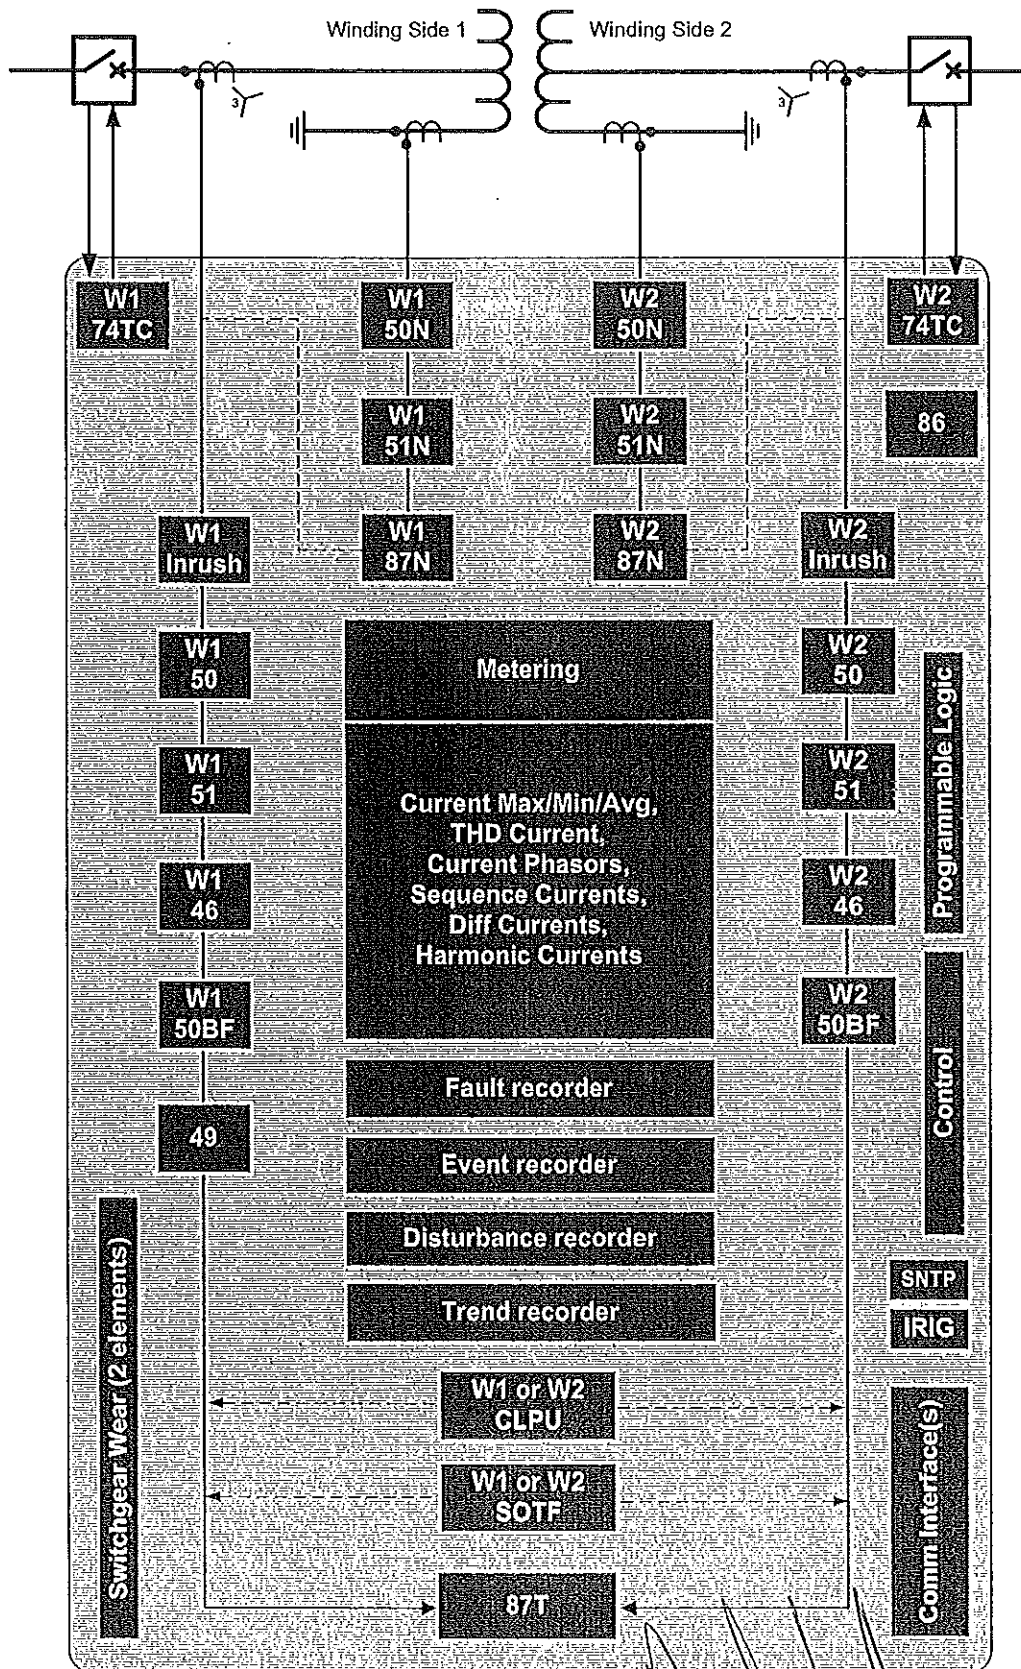 Winding Side 1
Winding Side 2
3
3
W1
74TC
W1
50N
W2
50N
W2
74TC
W1
51N
W2
51N
86
W1
Inrush
W1
87N
W2
87N
W2
Inrush
W1
50
Metering
W2
50
W1
51
Current Max/Min/Avg,
THD Current,
Current Phasors,
Sequence Currents,
Diff Currents,
Harmonic Currents
W2
51
Programmable Logic
W1
46
W2
46
W1
50BF
W2
50BF
Control
Fault recorder
49
Event recorder
Disturbance recorder
Trend recorder
SNTP
IRIG
Switchgear Wear (2 elements)
W1 or W2
CLPU
W1 or W2
SOTF
Comm Interface(s)
87T